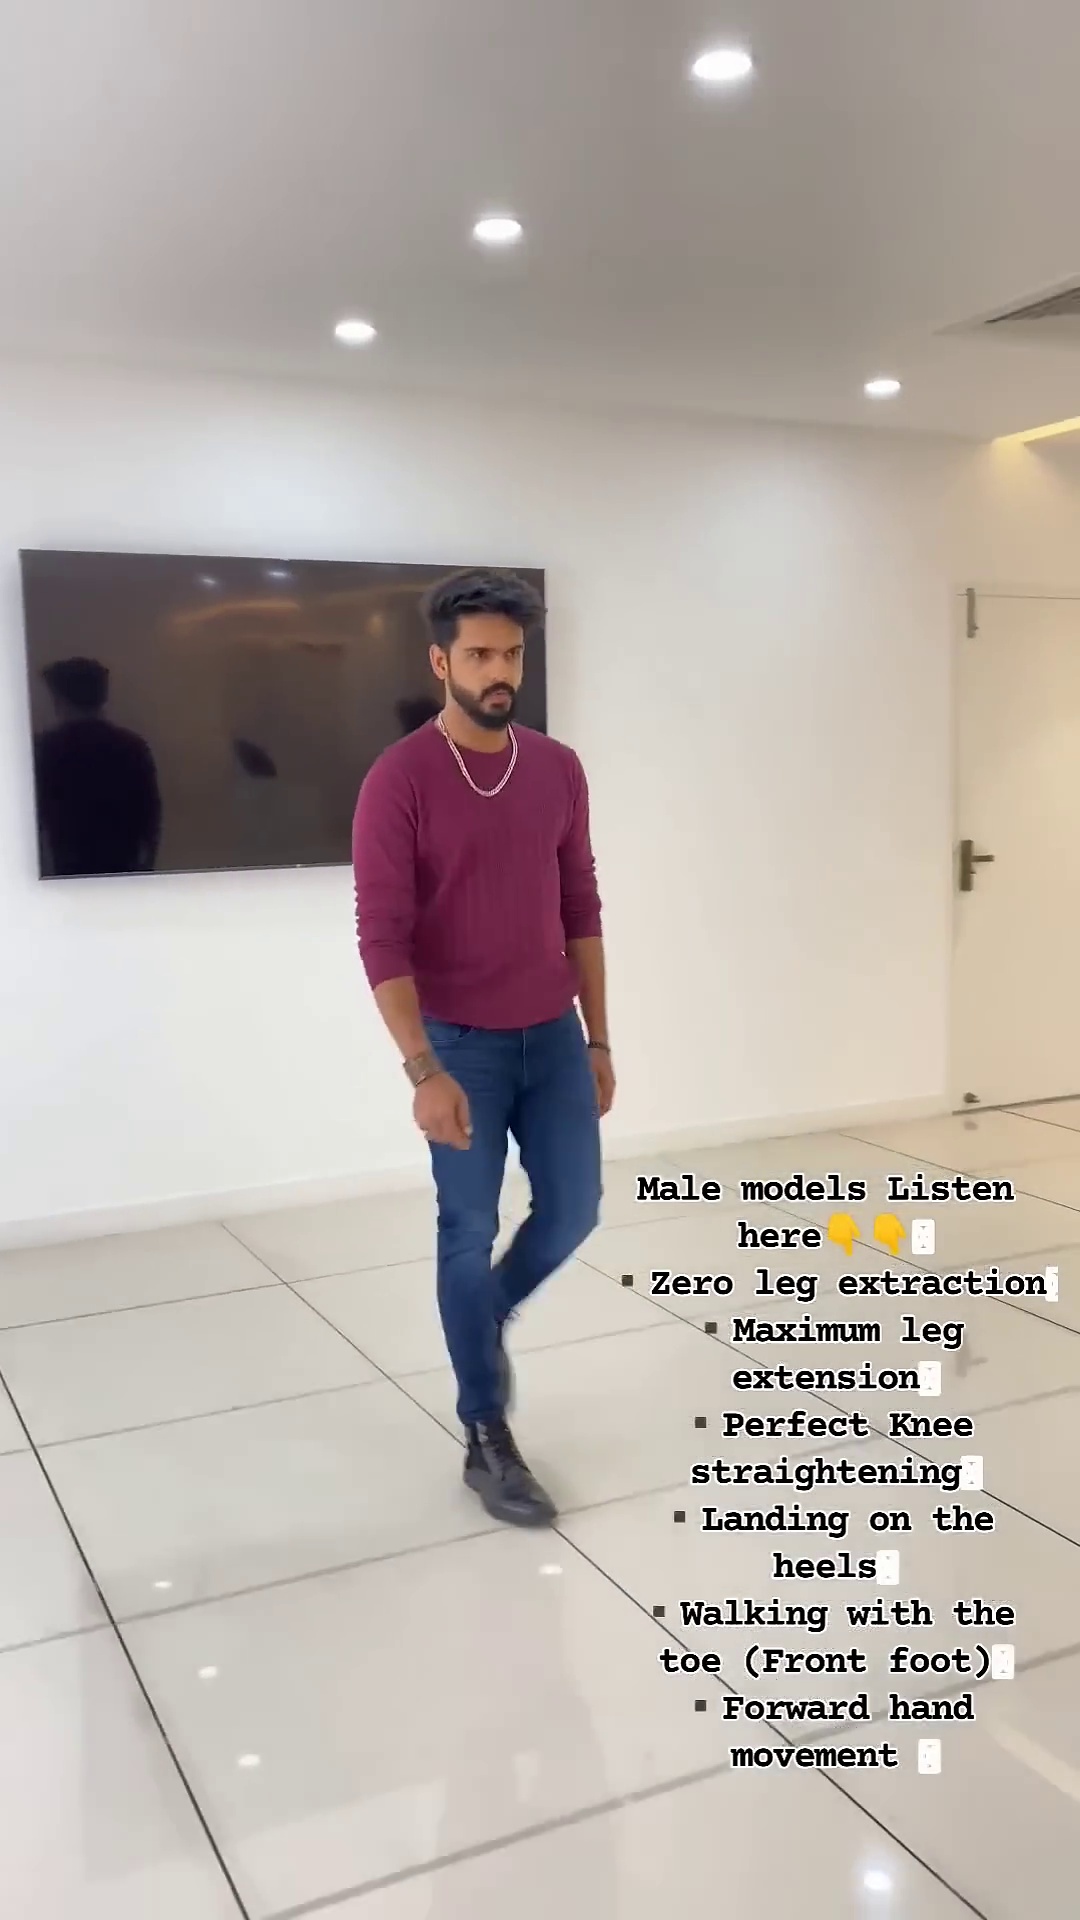 Male models Listen
here👇👇
▪ Zero leg extraction
▪ Maximum leg
extension
▪ Perfect Knee
straightening
▪ Landing on the
heels
▪ Walking with the
toe (Front foot)
▪ Forward hand
movement